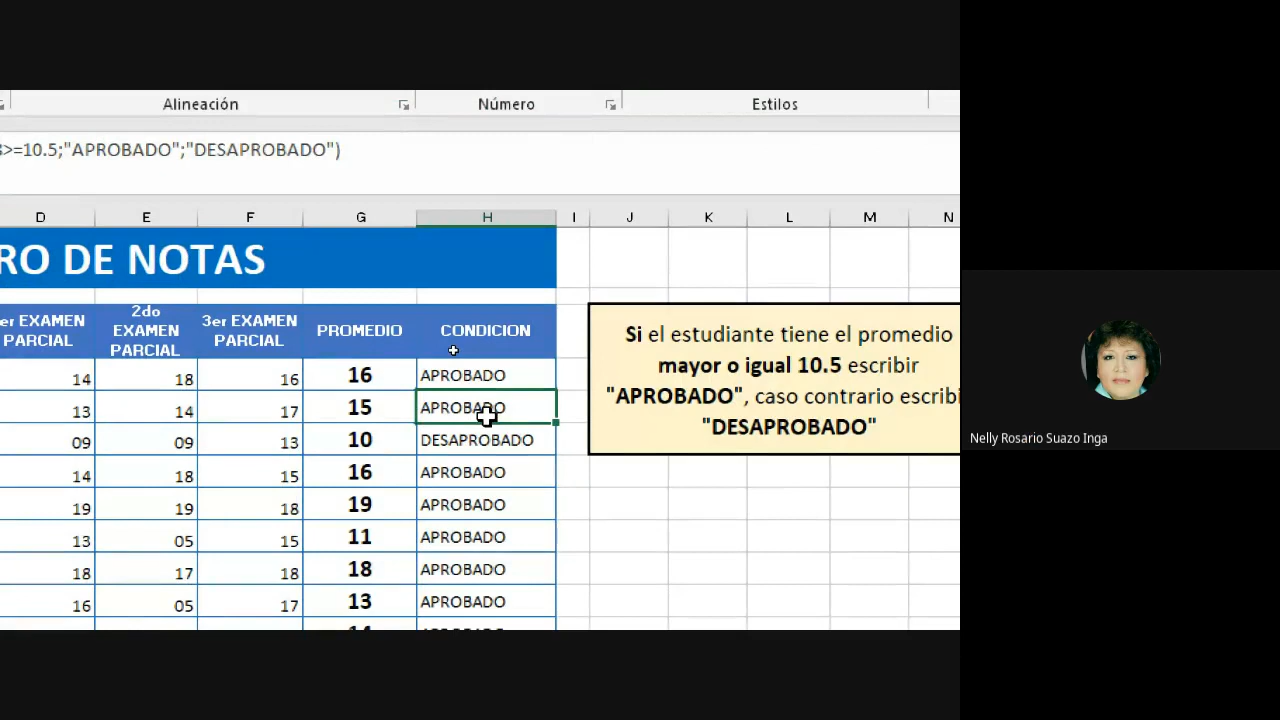 Alineación Número Estilos
>=10.5;"APROBADO";"DESAPROBADO")
D E F G H I J K L M N
RO DE NOTAS
er EXAMEN PARCIAL
2do EXAMEN PARCIAL
3er EXAMEN PARCIAL
PROMEDIO
CONDICION
14 18 16 16 APROBADO
13 14 17 15 APROBADO
09 09 13 10 DESAPROBADO
14 18 15 16 APROBADO
19 19 18 19 APROBADO
13 05 15 11 APROBADO
18 17 18 18 APROBADO
16 05 17 13 APROBADO
Si el estudiante tiene el promedio
mayor o igual 10.5 escribir
"APROBADO", caso contrario escribi
"DESAPROBADO"
Nelly Rosario Suazo Inga